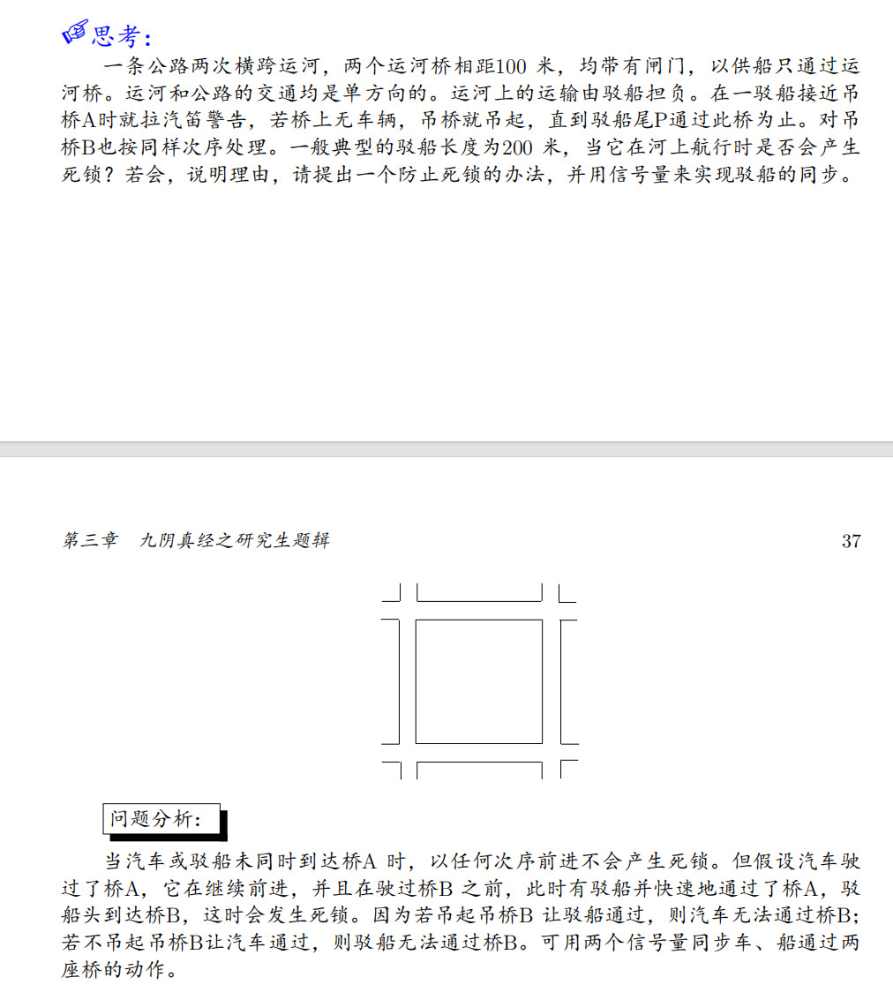 思考：
一条公路两次横跨运河，两个运河桥相距100 米，均带有闸门，以供船只通过运
河桥。运河和公路的交通均是单方向的。运河上的运输由驳船担负。在一驳船接近吊
桥A时就拉汽笛警告，若桥上无车辆，吊桥就吊起，直到驳船尾P通过此桥为止。对吊
桥B也按同样次序处理。一般典型的驳船长度为200 米，当它在河上航行时是否会产生
死锁？若会，说明理由，请提出一个防止死锁的办法，并用信号量来实现驳船的同步。
第三章 九阴真经之研究生题辑 37
问题分析：
当汽车或驳船未同时到达桥A 时，以任何次序前进不会产生死锁。但假设汽车驶
过了桥A，它在继续前进，并且在驶过桥B 之前，此时有驳船并快速地通过了桥A，驳
船头到达桥B，这时会发生死锁。因为若吊起吊桥B 让驳船通过，则汽车无法通过桥B；
若不吊起吊桥B让汽车通过，则驳船无法通过桥B。可用两个信号量同步车、船通过两
座桥的动作。